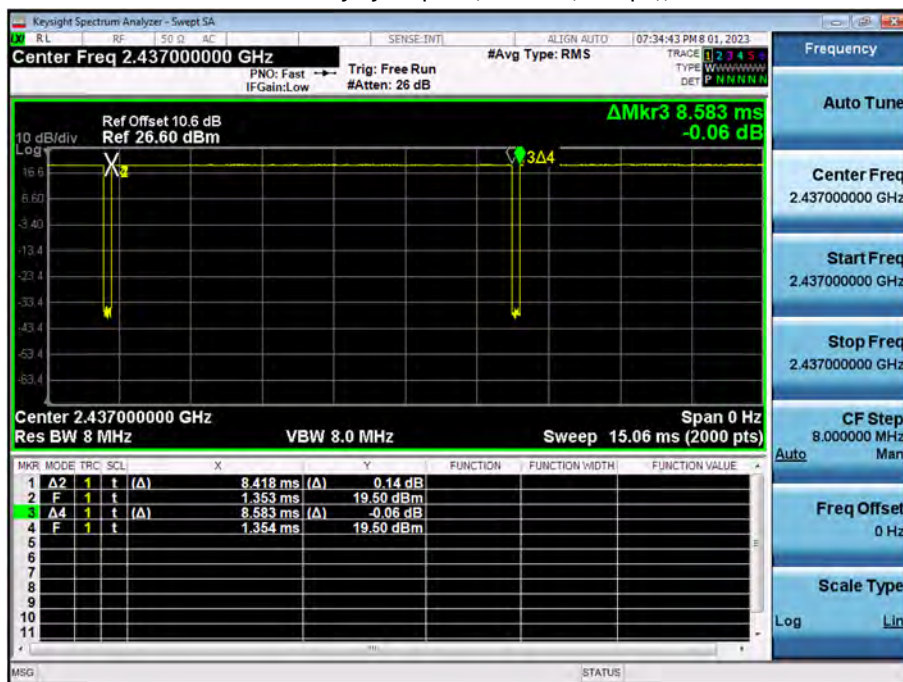 Keysight Spectrum Analyzer - Swept SA
LXI RL RF 50 Ω AC SENSE:INT ALIGN AUTO 07:34:43 PM 8 01, 2023
Center Freq 2.437000000 GHz
PNO: Fast
IFGain:Low
Trig: Free Run
#Atten: 26 dB
#Avg Type: RMS
TRACE 1 2 3 4 5 6
TYPE WWWWWW
DET P N N N N N
ΔMkr3 8.583 ms
-0.06 dB
10 dB/div
Log
Ref Offset 10.6 dB
Ref 26.60 dBm
16.6
6.60
-3.40
-13.4
-23.4
-33.4
-43.4
-53.4
-63.4
X
3Δ4
Center 2.437000000 GHz Span 0 Hz
Res BW 8 MHz VBW 8.0 MHz Sweep 15.06 ms (2000 pts)
MKR MODE TRC SCL X Y FUNCTION FUNCTION WIDTH FUNCTION VALUE
1 Δ2 1 t (Δ) 8.418 ms (Δ) 0.14 dB
2 F 1 t 1.353 ms 19.50 dBm
3 Δ4 1 t (Δ) 8.583 ms (Δ) -0.06 dB
4 F 1 t 1.354 ms 19.50 dBm
5
6
7
8
9
10
11
MSG STATUS
Frequency
Auto Tune
Center Freq
2.437000000 GHz
Start Freq
2.437000000 GHz
Stop Freq
2.437000000 GHz
CF Step
8.000000 MHz
Auto Man
Freq Offset
0 Hz
Scale Type
Log Lin